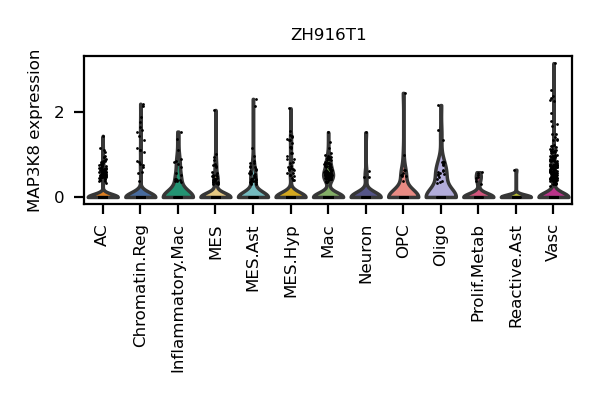 ZH916T1
MAP3K8 expression
2
0
AC
Chromatin.Reg
Inflammatory.Mac
MES
MES.Ast
MES.Hyp
Mac
Neuron
OPC
Oligo
Prolif.Metab
Reactive.Ast
Vasc